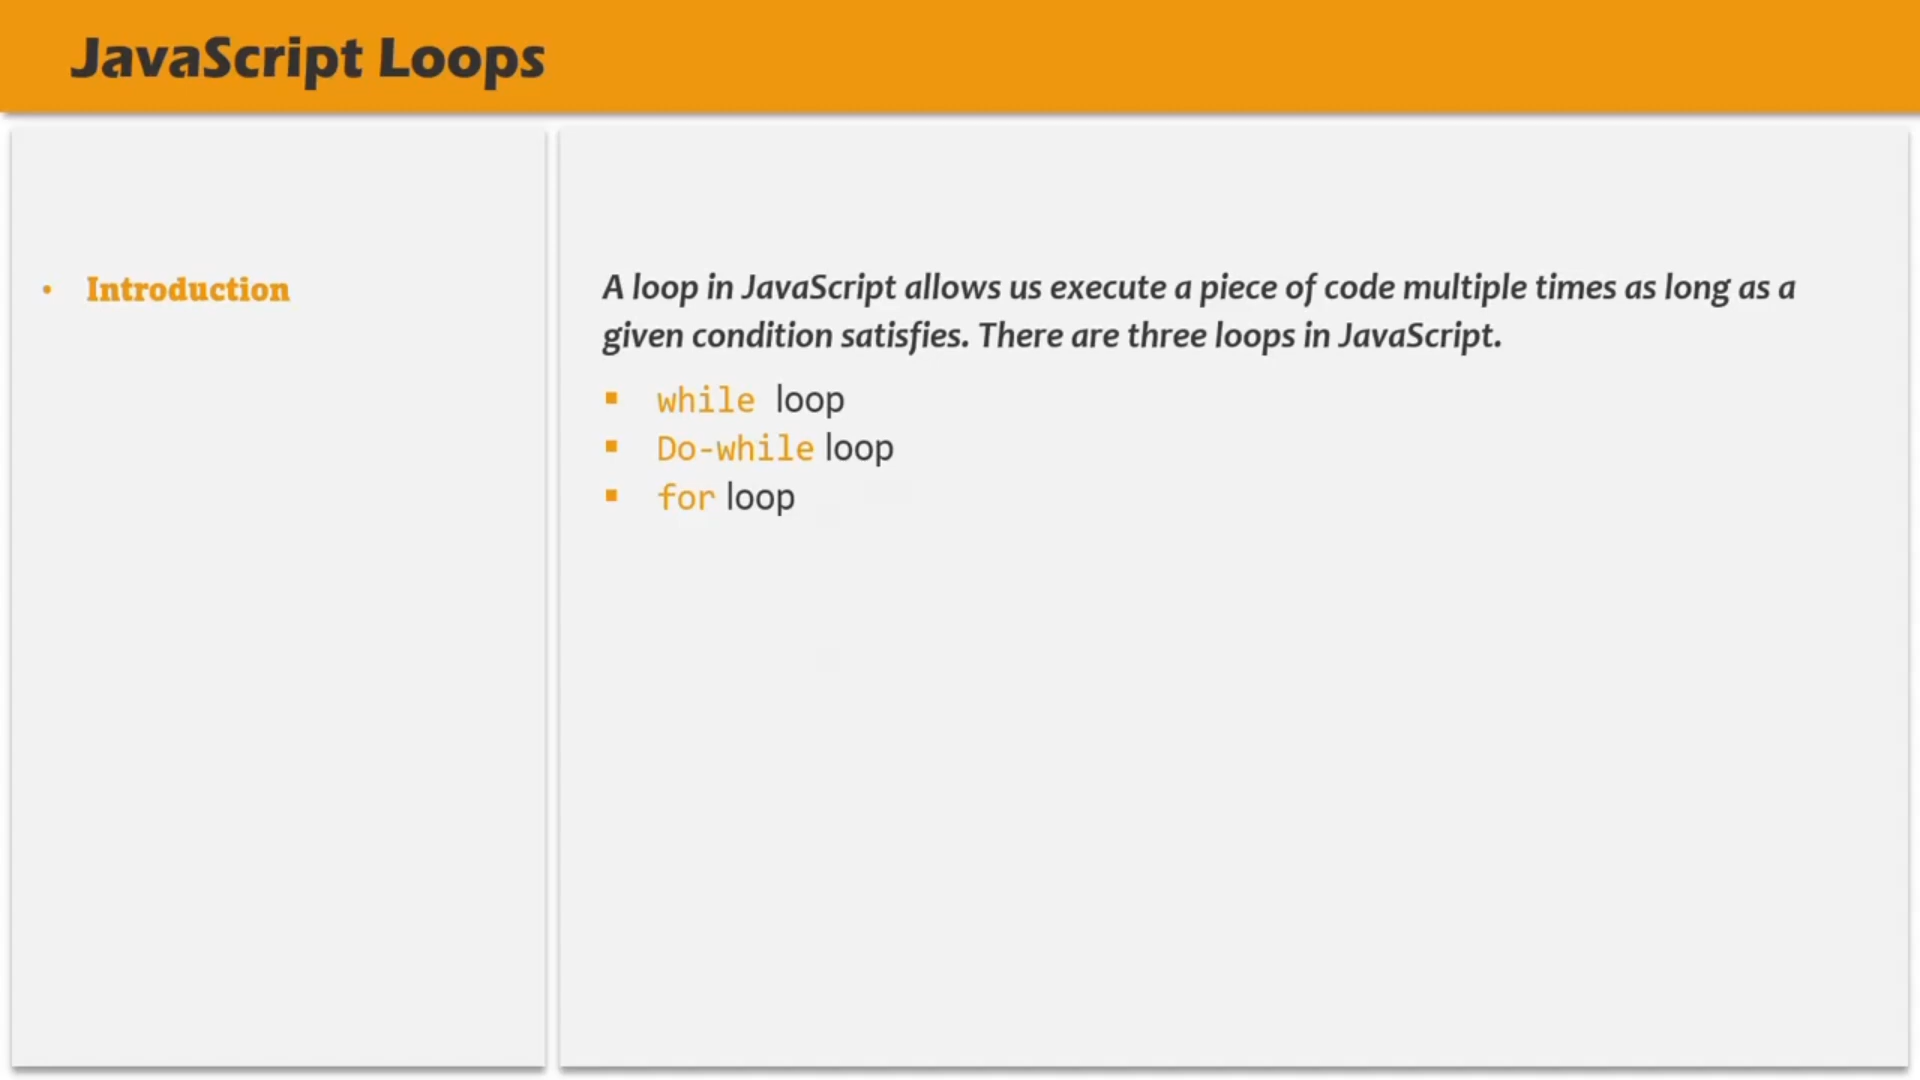 JavaScript Loops
• Introduction
A loop in JavaScript allows us execute a piece of code multiple times as long as a
given condition satisfies. There are three loops in JavaScript.
▪ while loop
▪ Do-while loop
▪ for loop